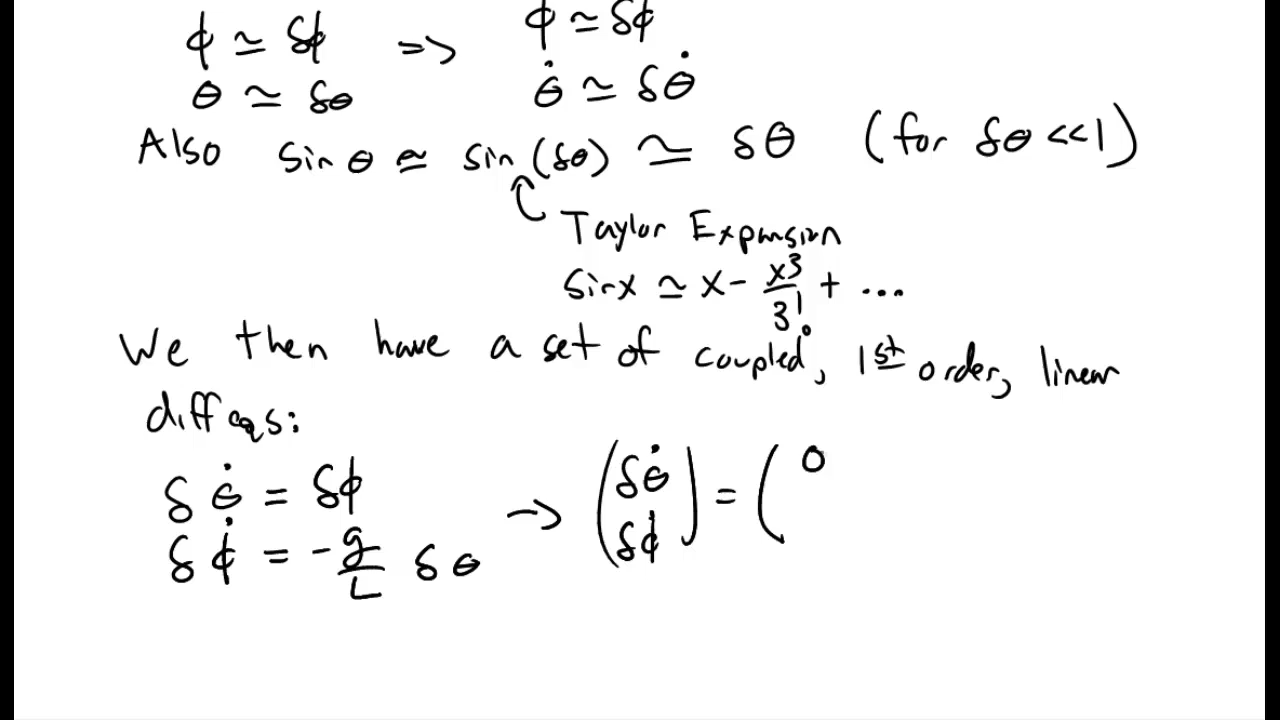 ϕ ≃ δϕ => ϕ ≃ δϕ
θ ≃ δθ θ̇ ≃ δθ̇
Also sin θ ≃ sin (δθ) ≃ δθ (for δθ <<1)
Taylor Expansion
sinx ≃ x - x³/3! + ...
We then have a set of coupled, 1st order, linear
diff eqs:
δθ̇ = δϕ → (δθ̇ δϕ̇) = ( 0
δϕ̇ = -g/L δθ